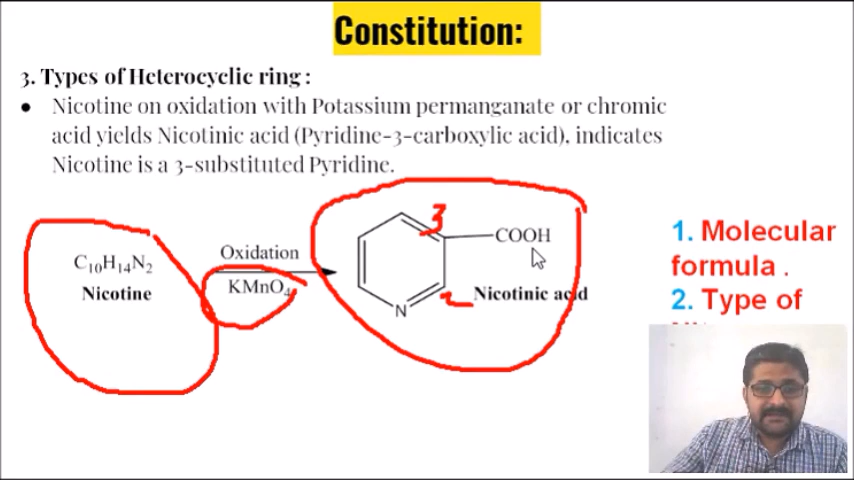 Constitution:
3. Types of Heterocyclic ring :
● Nicotine on oxidation with Potassium permanganate or chromic
acid yields Nicotinic acid (Pyridine-3-carboxylic acid), indicates
Nicotine is a 3-substituted Pyridine.
3
C₁₀H₁₄N₂
Nicotine
Oxidation
KMnO₄
COOH
N
2
Nicotinic acid
1. Molecular
formula .
2. Type of